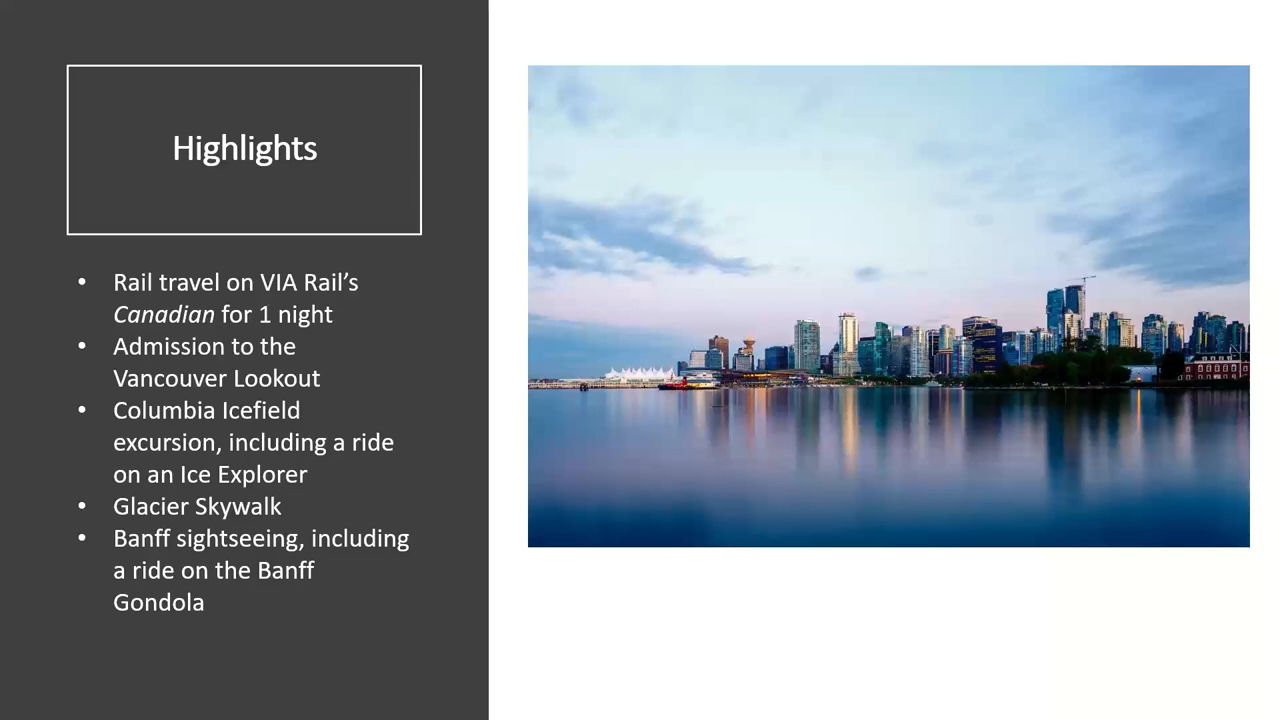 Highlights
• Rail travel on VIA Rail’s
Canadian for 1 night
• Admission to the
Vancouver Lookout
• Columbia Icefield
excursion, including a ride
on an Ice Explorer
• Glacier Skywalk
• Banff sightseeing, including
a ride on the Banff
Gondola